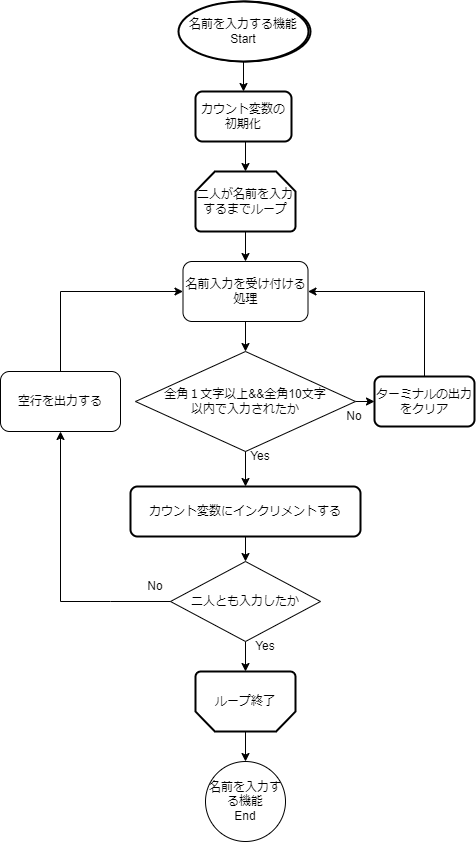 名前を入力する機能
Start
カウント変数の
初期化
二人が名前を入力
するまでループ
名前入力を受け付ける
処理
全角１文字以上&&全角10文字
以内で入力されたか
No
ターミナルの出力
をクリア
空行を出力する
Yes
カウント変数にインクリメントする
二人とも入力したか
No
Yes
ループ終了
名前を入力す
る機能
End